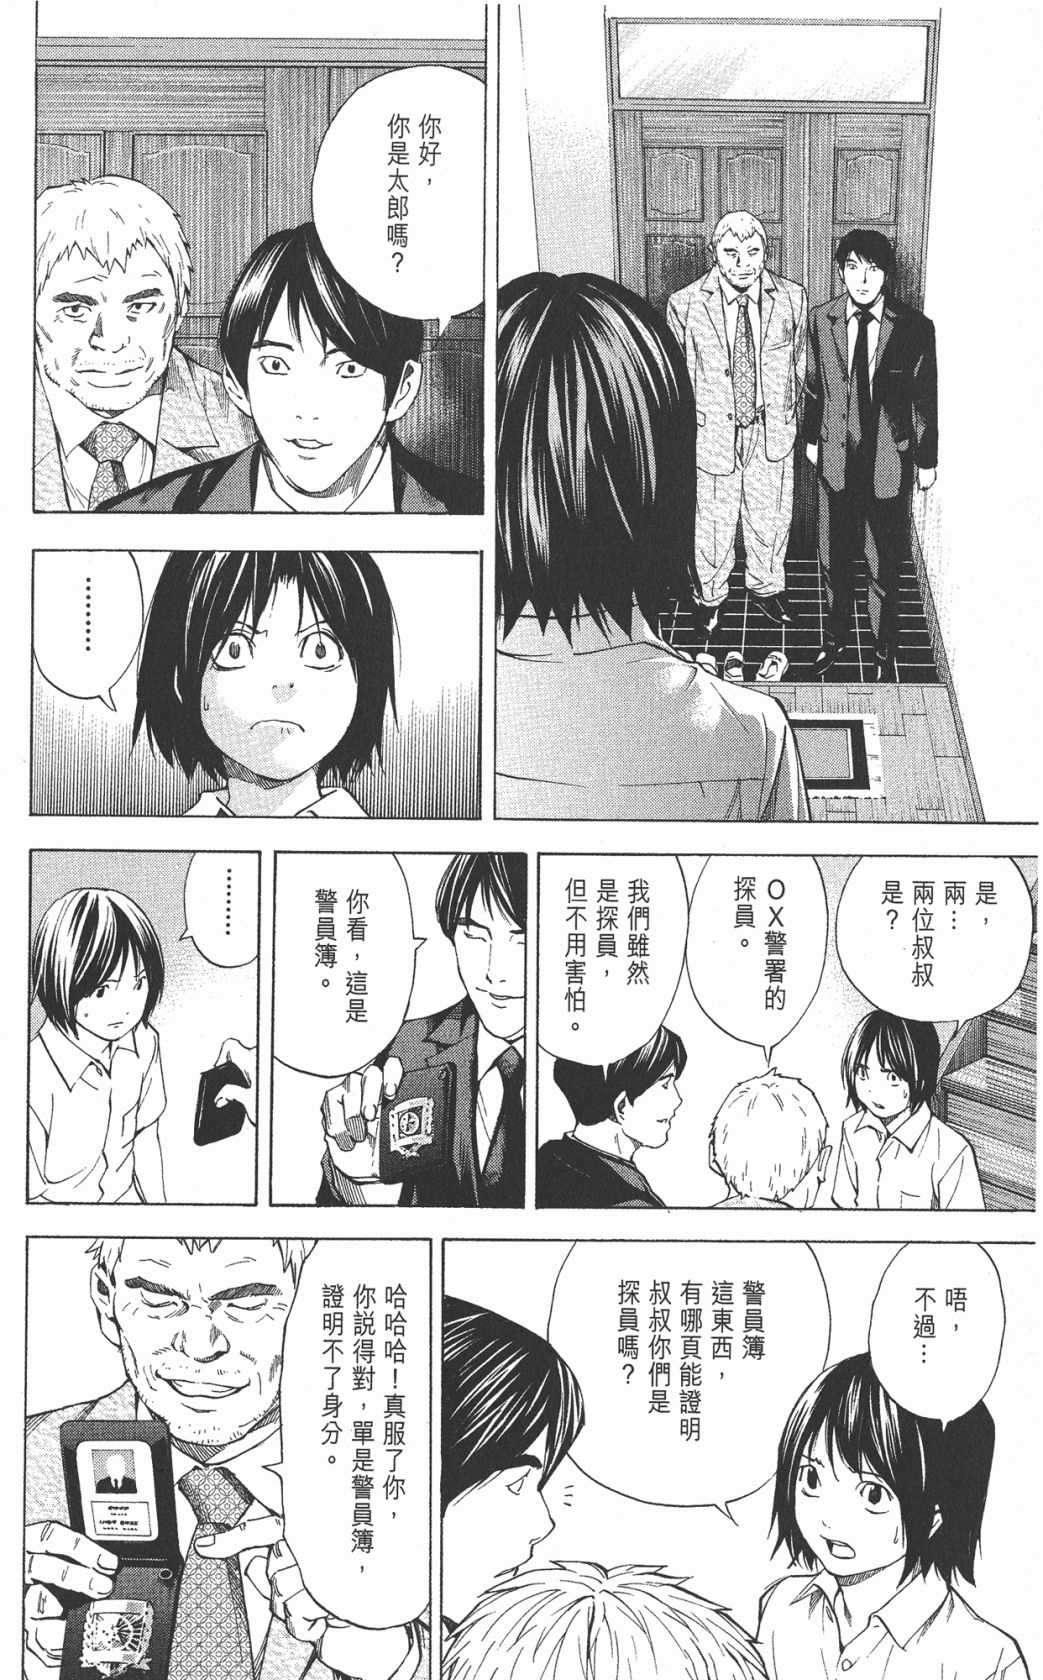 你好，
你是太郎嗎？
⋯⋯⋯
是，
兩⋯
兩位叔叔
是？
OX警署的
探員。
我們雖然
是探員，
但不用害怕。
你看，這是
警員簿。
⋯⋯⋯
唔，
不過⋯
警員簿
這東西，
有哪頁能證明
叔叔你們是
探員嗎？
哈哈哈！真服了你，
你說得對，單是警員簿，
證明不了身分。